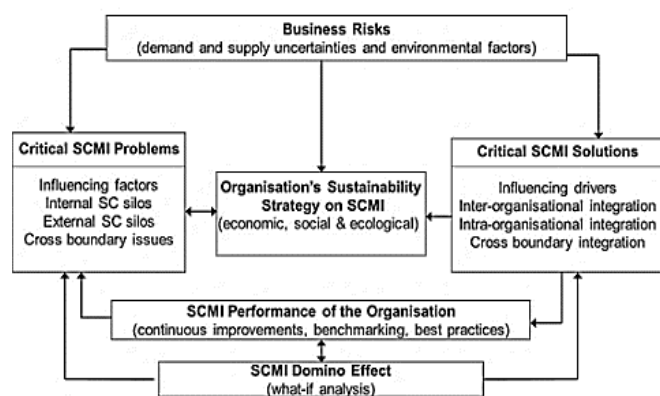 Business Risks
(demand and supply uncertainties and environmental factors)
Critical SCMI Problems
Influencing factors
Internal SC silos
External SC silos
Cross boundary issues
Organisation's Sustainability
Strategy on SCMI
(economic, social & ecological)
Critical SCMI Solutions
Influencing drivers
Inter-organisational integration
Intra-organisational integration
Cross boundary integration
SCMI Performance of the Organisation
(continuous improvements, benchmarking, best practices)
SCMI Domino Effect
(what-if analysis)